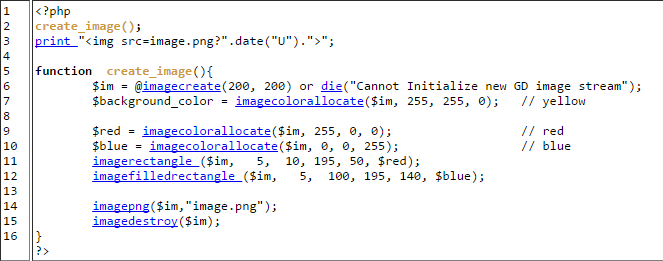 1 <?php
2 create_image();
3 print "<img src=image.png?".date("U").">";
4
5 function  create_image(){
6         $im = @imagecreate(200, 200) or die("Cannot Initialize new GD image stream");
7         $background_color = imagecolorallocate($im, 255, 255, 0);  // yellow
8
9         $red = imagecolorallocate($im, 255, 0, 0);                  // red
10         $blue = imagecolorallocate($im, 0, 0, 255);                 // blue
11         imagerectangle ($im,   5,  10, 195, 50, $red);
12         imagefilledrectangle ($im,   5,  100, 195, 140, $blue);
13
14         imagepng($im,"image.png");
15         imagedestroy($im);
16 }
?>